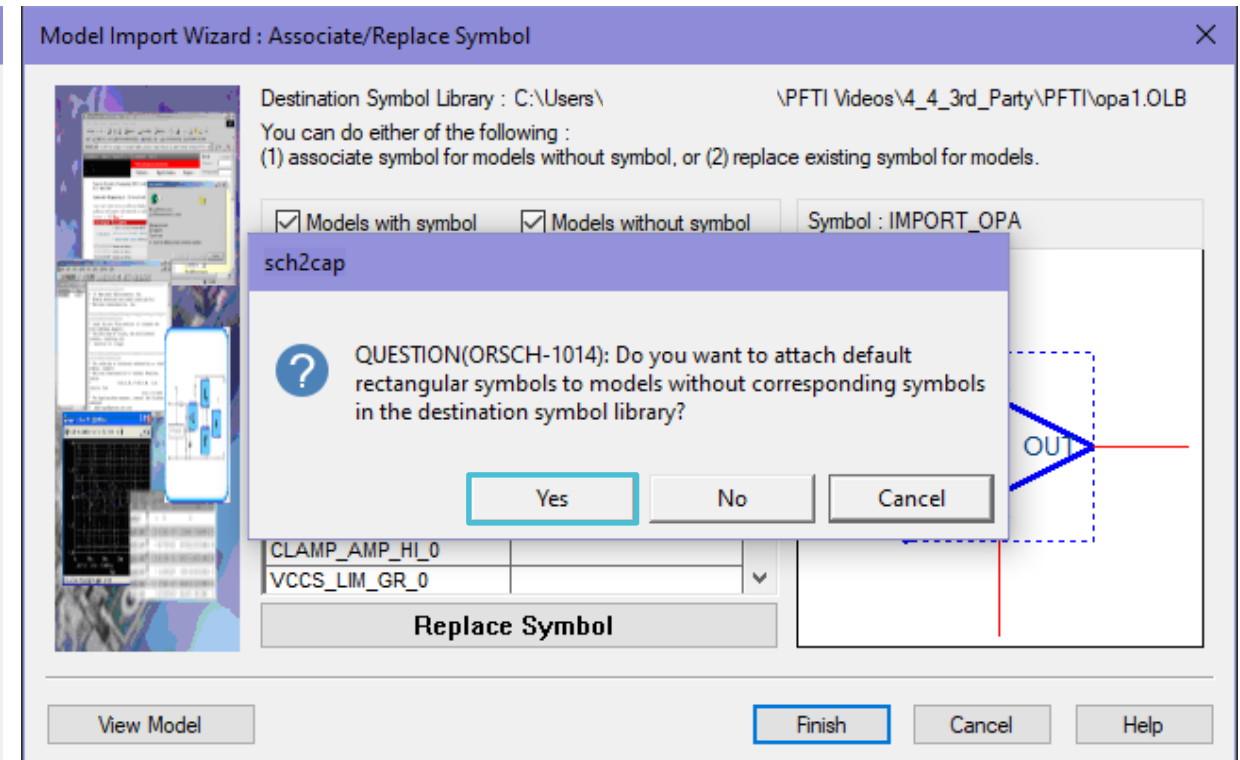 Model Import Wizard : Associate/Replace Symbol
Destination Symbol Library : C:\Users\ \PFTI Videos\4_4_3rd_Party\PFTI\opa1.OLB
You can do either of the following :
(1) associate symbol for models without symbol, or (2) replace existing symbol for models.
Models with symbol Models without symbol
Symbol : IMPORT_OPA
sch2cap
QUESTION(ORSCH-1014): Do you want to attach default
rectangular symbols to models without corresponding symbols
in the destination symbol library?
OUT
Yes No Cancel
CLAMP_AMP_HI_0
VCCS_LIM_GR_0
Replace Symbol
View Model Finish Cancel Help